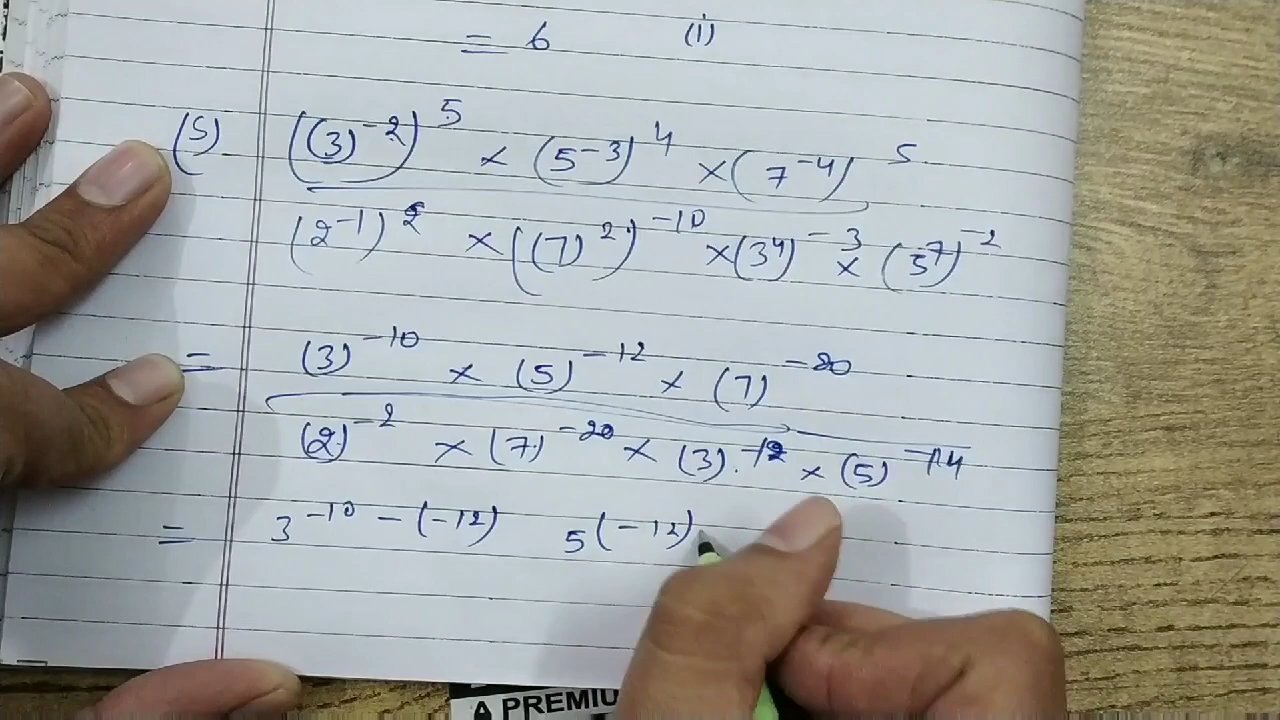 = 6 (i)
(5) ((3)^-2)^5 × (5^-3)^4 × (7^-4)^5
(2^-1)^2 × ((7)^2)^-10 × (3^4)^-3 × (5^7)^-2
= (3)^-10 × (5)^-12 × (7)^-20
(2)^-2 × (7)^-20 × (3)^-12 × (5)^-14
= 3^-10 - (-12) 5^(-12)
A PREMIU